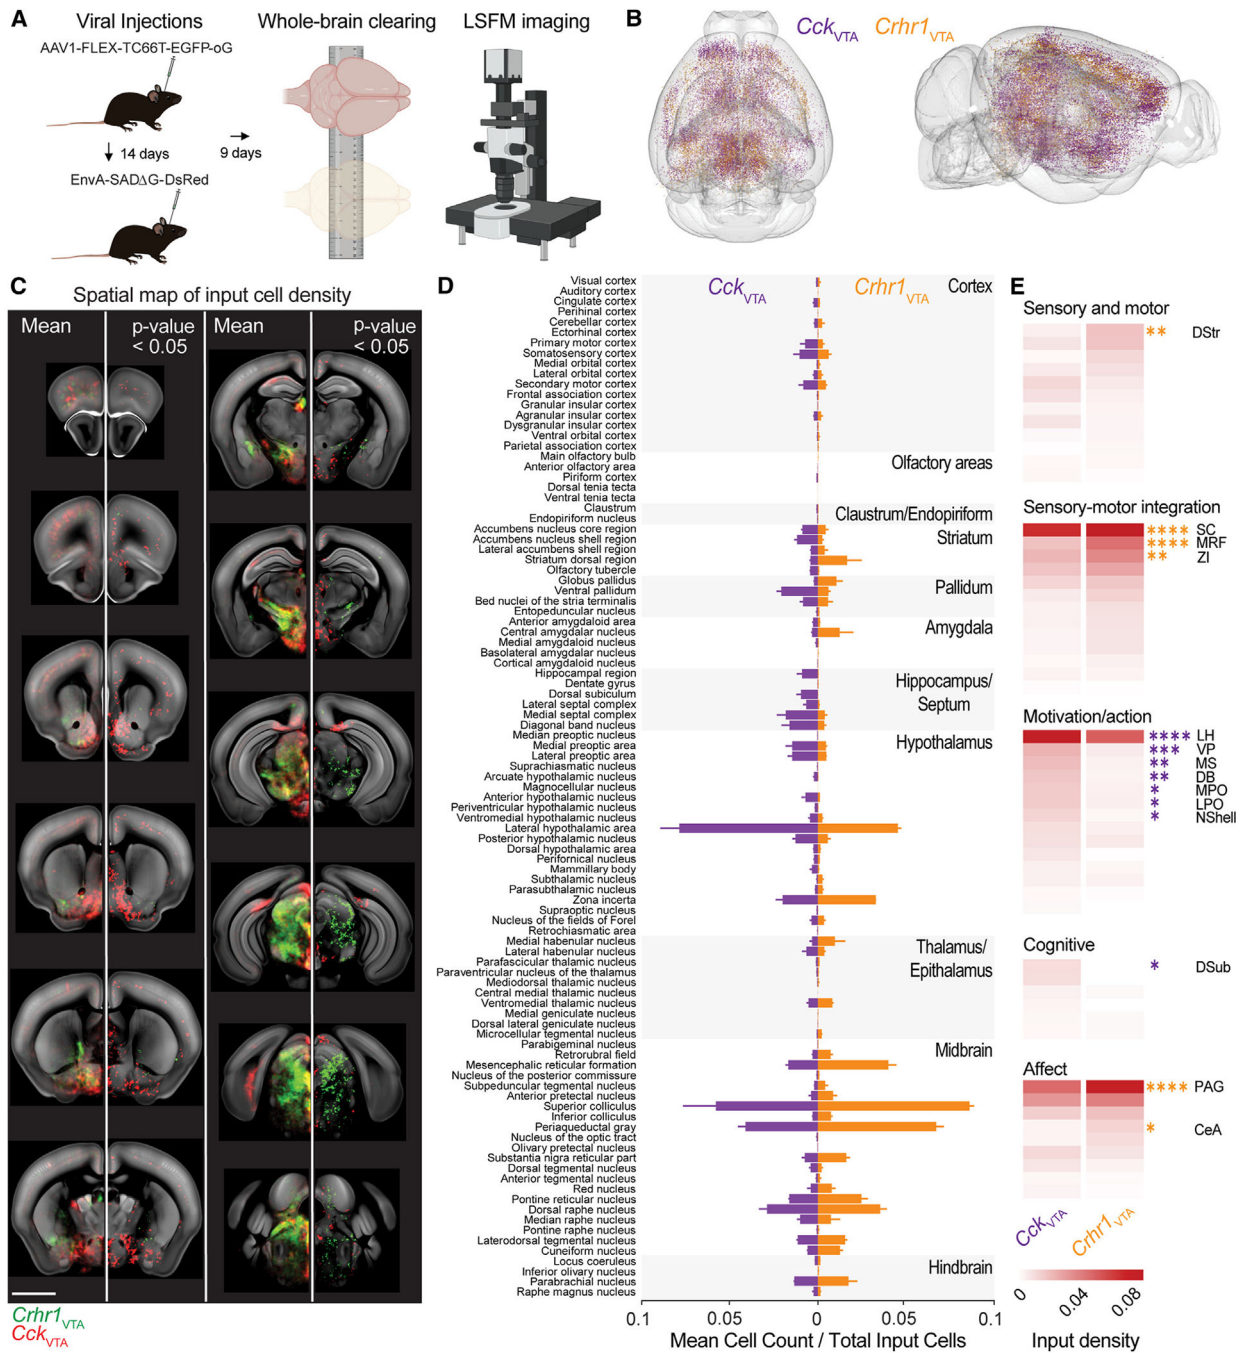 A
Viral Injections
Whole-brain clearing
LSFM imaging
AAV1-FLEX-TC66T-EGFP-oG
14 days
9 days
EnvA-SADΔG-DsRed
B
Cck VTA
Crhr1 VTA
C
Spatial map of input cell density
Mean
p-value < 0.05
Mean
p-value < 0.05
Crhr1 VTA
Cck VTA
D
Cck VTA
Crhr1 VTA
Cortex
Visual cortex
Auditory cortex
Cingulate cortex
Perihinal cortex
Cerebellar cortex
Ectorhinal cortex
Primary motor cortex
Somatosensory cortex
Medial orbital cortex
Lateral orbital cortex
Secondary motor cortex
Frontal association cortex
Granular insular cortex
Agranular insular cortex
Dysgranular insular cortex
Ventral orbital cortex
Parietal association cortex
Olfactory areas
Main olfactory bulb
Anterior olfactory area
Piriform cortex
Dorsal tenia tecta
Ventral tenia tecta
Claustrum/Endopiriform
Claustrum
Endopiriform nucleus
Striatum
Accumbens nucleus core region
Accumbens nucleus shell region
Lateral accumbens shell region
Striatum dorsal region
Olfactory tubercle
Pallidum
Globus pallidus
Ventral pallidum
Bed nuclei of the stria terminalis
Entopeduncular nucleus
Amygdala
Anterior amygdaloid area
Central amygdalar nucleus
Medial amygdaloid nucleus
Basolateral amygdalar nucleus
Cortical amygdaloid nucleus
Hippocampus/
Septum
Hippocampal region
Dentate gyrus
Dorsal subiculum
Lateral septal complex
Medial septal complex
Diagonal band nucleus
Hypothalamus
Median preoptic nucleus
Medial preoptic area
Lateral preoptic area
Suprachiasmatic nucleus
Arcuate hypothalamic nucleus
Magnocellular nucleus
Anterior hypothalamic nucleus
Periventricular hypothalamic nucleus
Ventromedial hypothalamic nucleus
Lateral hypothalamic area
Posterior hypothalamic nucleus
Dorsal hypothalamic area
Perifornical nucleus
Mammillary body
Subthalamic nucleus
Parasubthalamic nucleus
Zona incerta
Supraoptic nucleus
Nucleus of the fields of Forel
Retrochiasmatic area
Thalamus/
Epithalamus
Medial habenular nucleus
Lateral habenular nucleus
Parafascicular thalamic nucleus
Paraventricular nucleus of the thalamus
Mediodorsal thalamic nucleus
Central medial thalamic nucleus
Ventromedial thalamic nucleus
Medial geniculate nucleus
Dorsal lateral geniculate nucleus
Microcellular tegmental nucleus
Midbrain
Parabigeminal nucleus
Retrorubral field
Mesencephalic reticular formation
Nucleus of the posterior commissure
Subpeduncular tegmental nucleus
Anterior pretectal nucleus
Superior colliculus
Inferior colliculus
Periaqueductal gray
Nucleus of the optic tract
Olivary pretectal nucleus
Substantia nigra reticular part
Dorsal tegmental nucleus
Anterior tegmental nucleus
Red nucleus
Pontine reticular nucleus
Dorsal raphe nucleus
Median raphe nucleus
Pontine raphe nucleus
Laterodorsal tegmental nucleus
Cuneiform nucleus
Locus coeruleus
Hindbrain
Inferior olivary nucleus
Parabrachial nucleus
Raphe magnus nucleus
0.1 0.05 0 0.05 0.1
Mean Cell Count / Total Input Cells
E
Sensory and motor
** DStr
Sensory-motor integration
**** SC
**** MRF
** ZI
Motivation/action
**** LH
*** VP
** MS
** DB
* MPO
* LPO
* NShell
Cognitive
* DSub
Affect
**** PAG
* CeA
Cck VTA
Crhr1 VTA
0 0.04 0.08
Input density